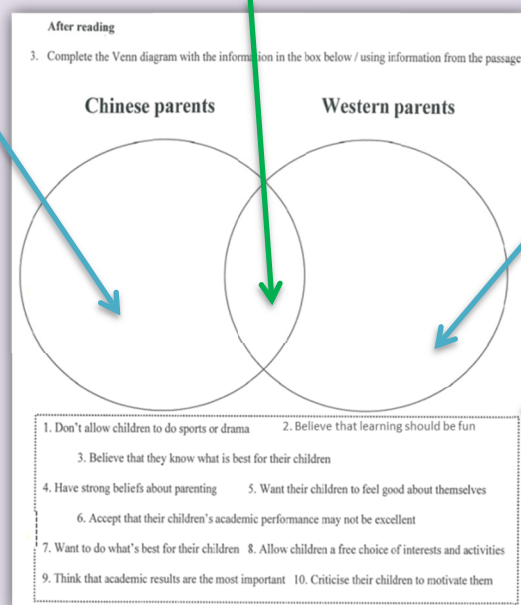 After reading
3. Complete the Venn diagram with the information in the box below / using information from the passage
Chinese parents Western parents
1. Don't allow children to do sports or drama 2. Believe that learning should be fun
3. Believe that they know what is best for their children
4. Have strong beliefs about parenting 5. Want their children to feel good about themselves
6. Accept that their children's academic performance may not be excellent
7. Want to do what's best for their children 8. Allow children a free choice of interests and activities
9. Think that academic results are the most important 10. Criticise their children to motivate them